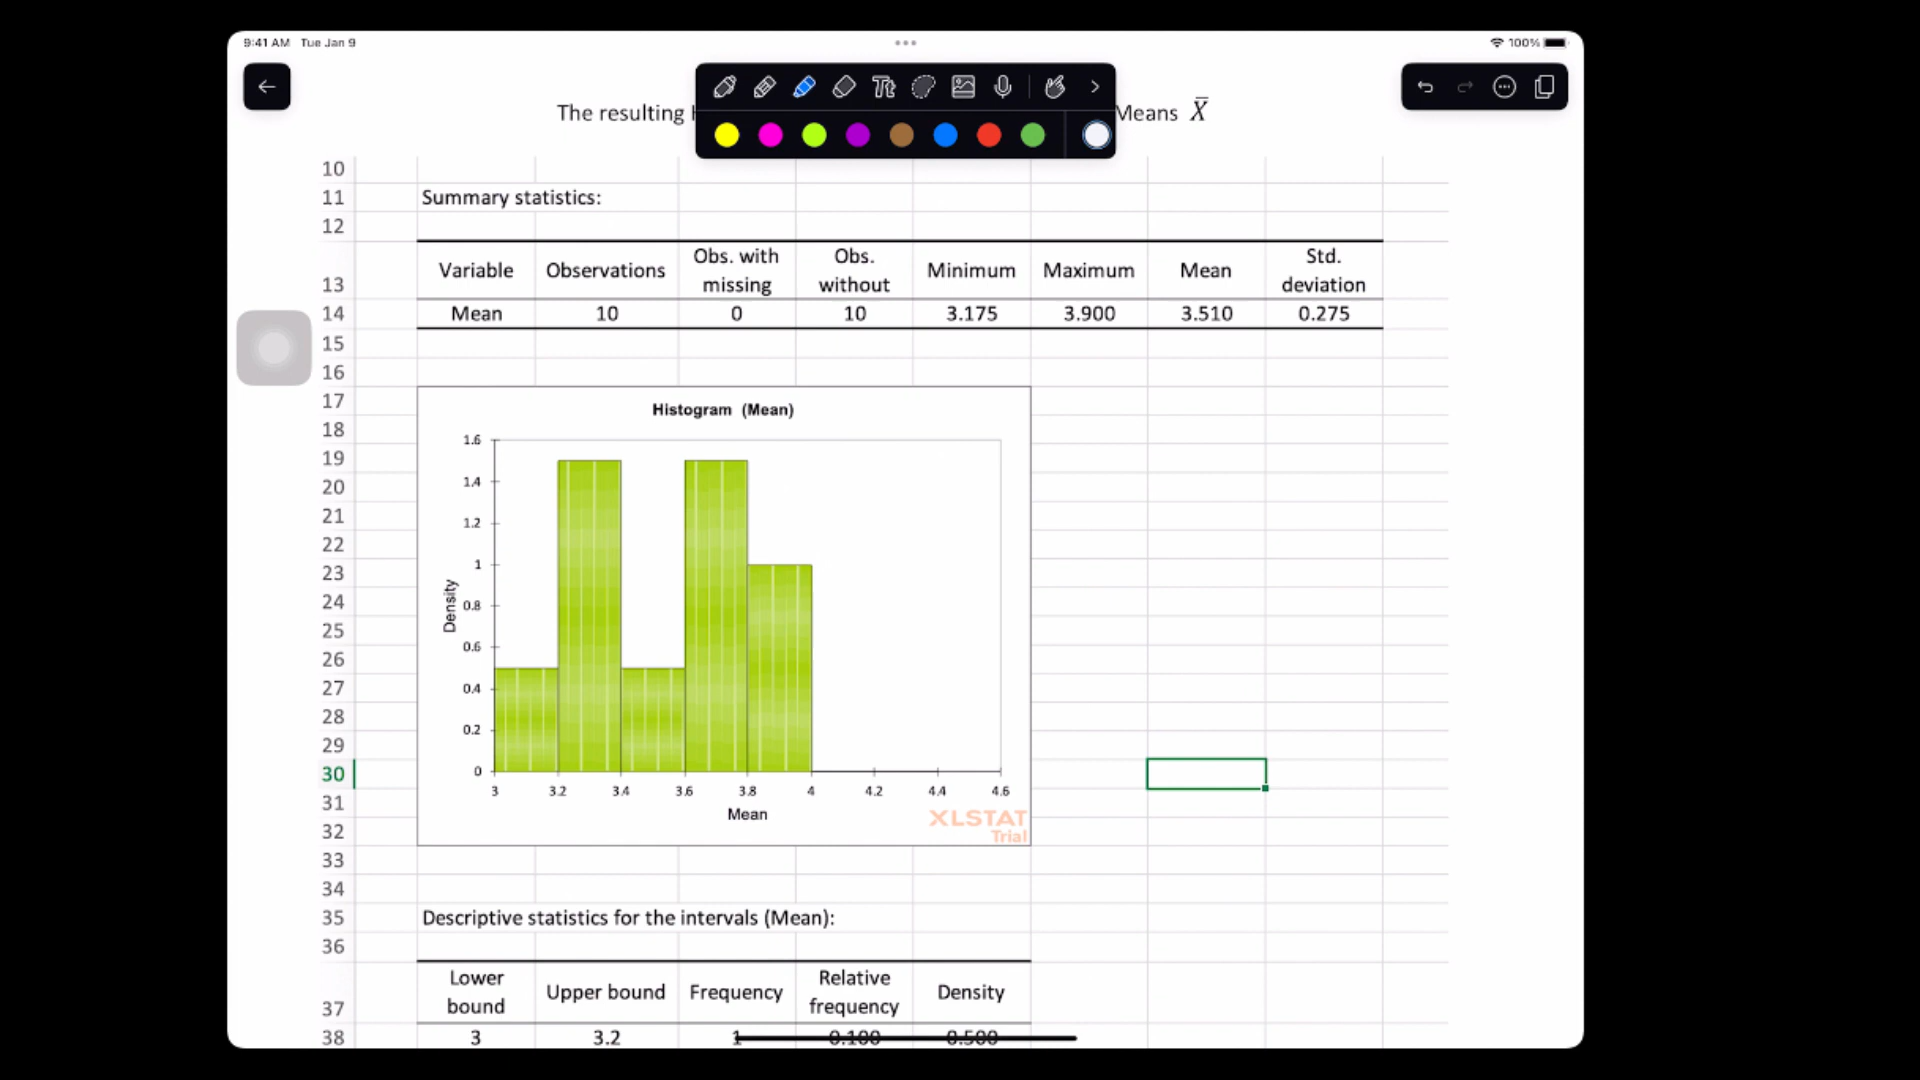 9:41 AM Tue Jan 9
100%
Tt
The resulting
Means X̅
10
11 Summary statistics:
12
13 Variable Observations Obs. with missing Obs. without Minimum Maximum Mean Std. deviation
14 Mean 10 0 10 3.175 3.900 3.510 0.275
15
16
17
18
19
20
21
22
23
24
25
26
27
28
29
30
31
32
33
34
Histogram (Mean)
1.6
1.4
1.2
1
0.8
0.6
0.4
0.2
0
Density
3 3.2 3.4 3.6 3.8 4 4.2 4.4 4.6
Mean
XLSTAT
Trial
35 Descriptive statistics for the intervals (Mean):
36
37 Lower bound Upper bound Frequency Relative frequency Density
38 3 3.2 1 0.100 0.500